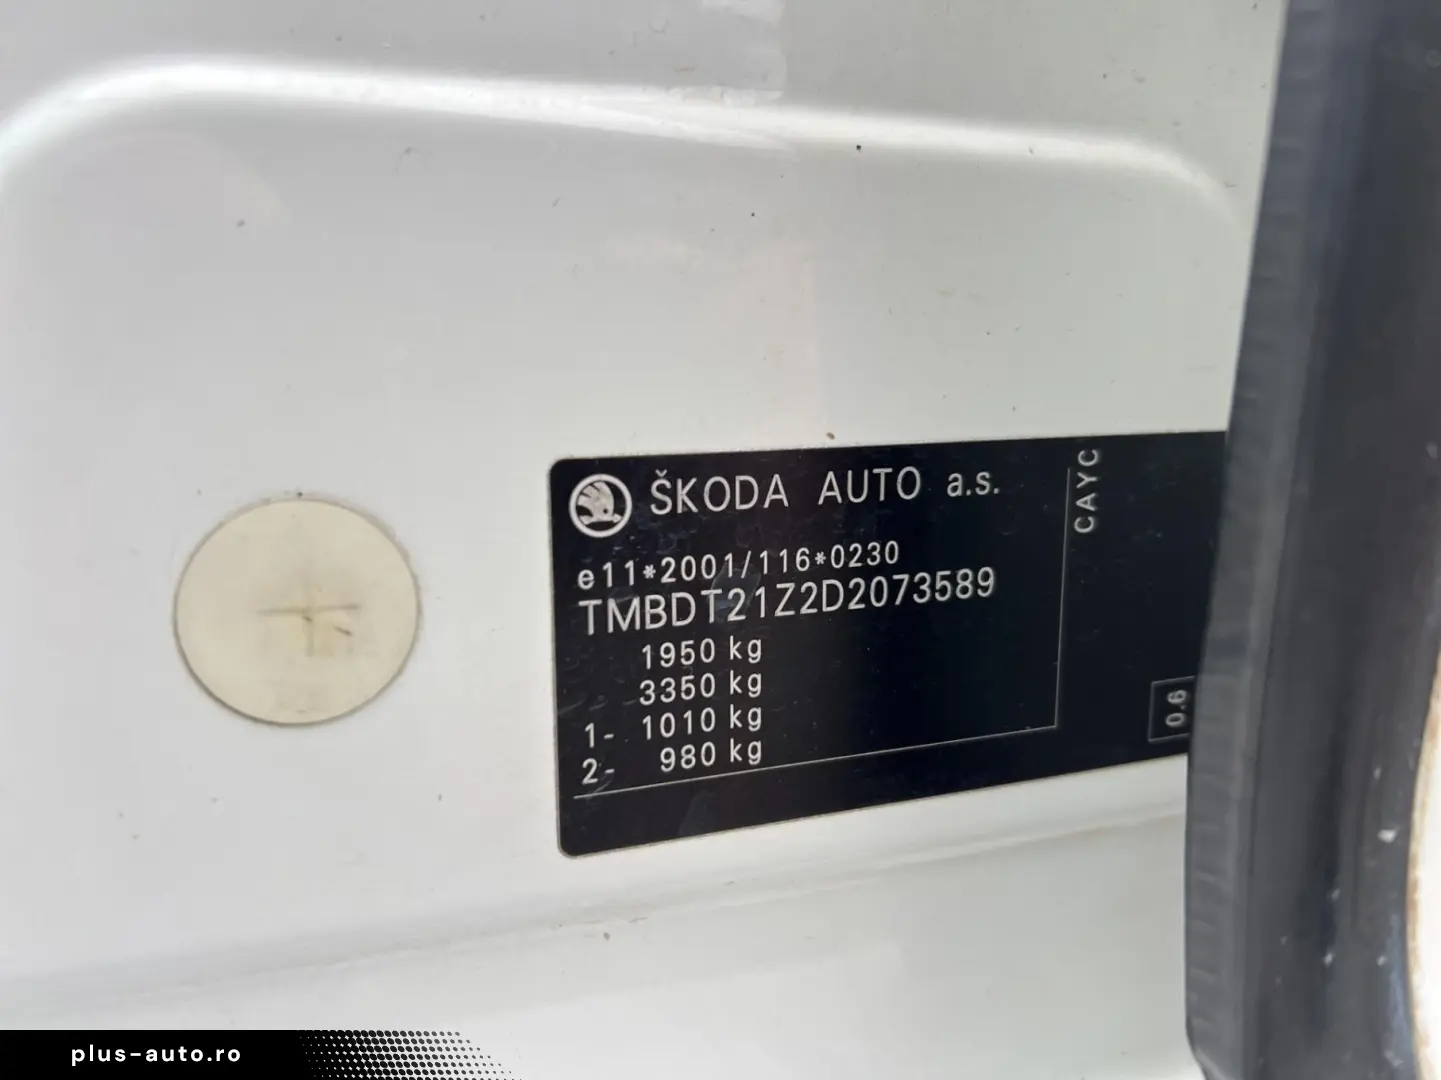 ŠKODA AUTO a.s.
e11*2001/116*0230
TMBDT21Z2D2073589
1950 kg
3350 kg
1- 1010 kg
2- 980 kg
CAYC
0.6
plus-auto.ro